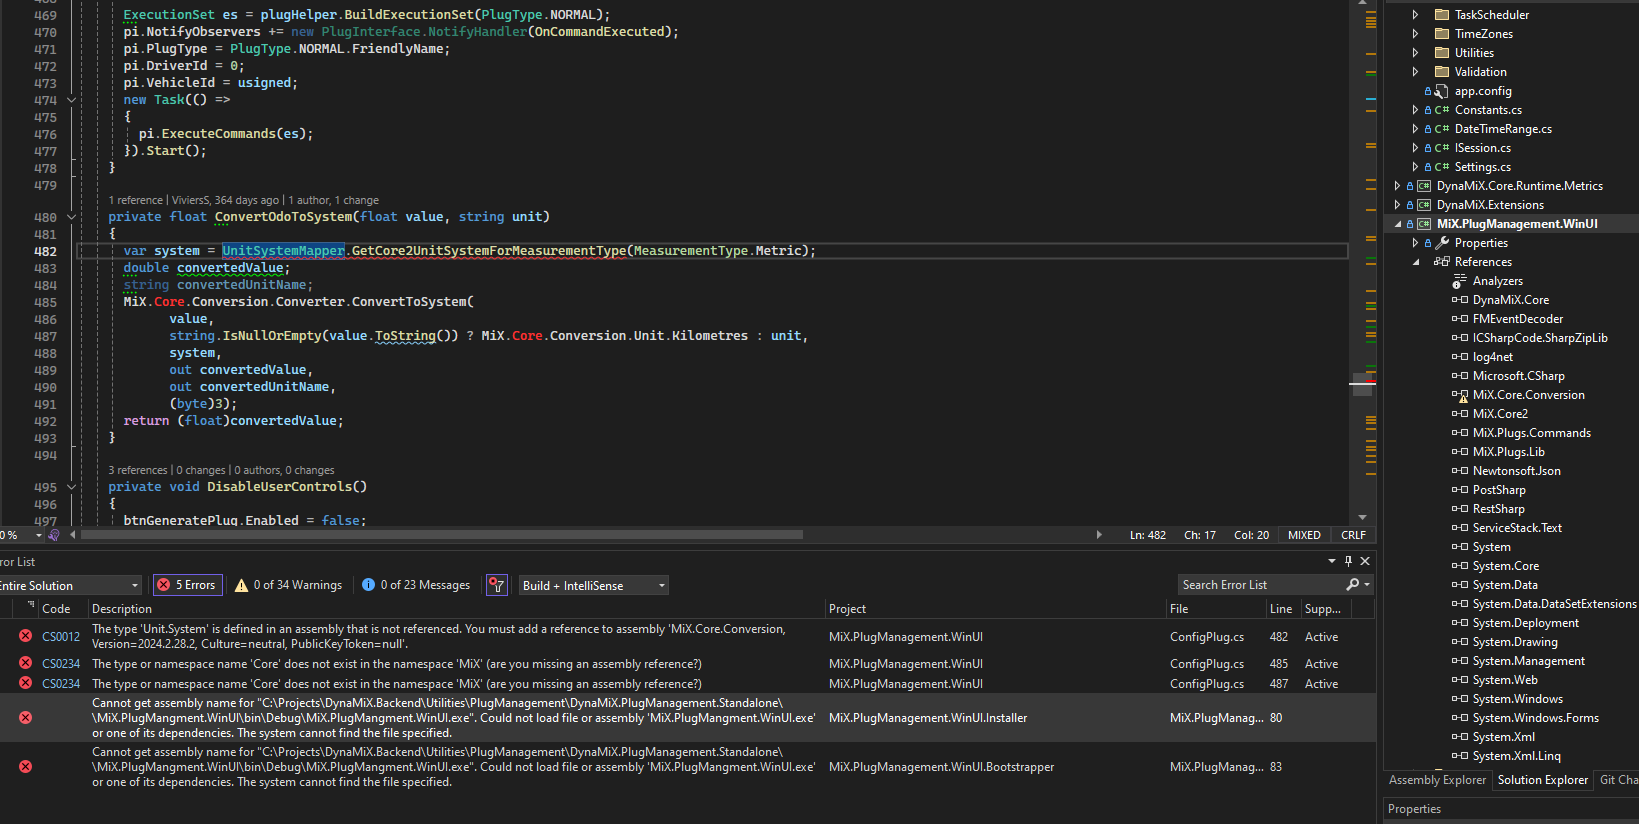 469 ExecutionSet es = plugHelper.BuildExecutionSet(PlugType.NORMAL);
470 pi.NotifyObservers += new PlugInterface.NotifyHandler(OnCommandExecuted);
471 pi.PlugType = PlugType.NORMAL.FriendlyName;
472 pi.DriverId = 0;
473 pi.VehicleId = usigned;
474 new Task(() =>
475 {
476 pi.ExecuteCommands(es);
477 }).Start();
478 }
479
1 reference | ViviersS, 364 days ago | 1 author, 1 change
480 private float ConvertOdoToSystem(float value, string unit)
481 {
482 var system = UnitSystemMapper.GetCore2UnitSystemForMeasurementType(MeasurementType.Metric);
483 double convertedValue;
484 string convertedUnitName;
485 MiX.Core.Conversion.Converter.ConvertToSystem(
486 value,
487 string.IsNullOrEmpty(value.ToString()) ? MiX.Core.Conversion.Unit.Kilometres : unit,
488 system,
489 out convertedValue,
490 out convertedUnitName,
491 (byte)3);
492 return (float)convertedValue;
493 }
494
3 references | 0 changes | 0 authors, 0 changes
495 private void DisableUserControls()
496 {
497 btnGeneratePlug.Enabled = false;
0 % Ln: 482 Ch: 17 Col: 20 MIXED CRLF
ror List
Entire Solution 5 Errors 0 of 34 Warnings 0 of 23 Messages Build + IntelliSense Search Error List
Code Description Project File Line Supp...
CS0012 The type 'Unit.System' is defined in an assembly that is not referenced. You must add a reference to assembly 'MiX.Core.Conversion,
Version=2024.2.28.2, Culture=neutral, PublicKeyToken=null'. MiX.PlugManagement.WinUI ConfigPlug.cs 482 Active
CS0234 The type or namespace name 'Core' does not exist in the namespace 'MiX' (are you missing an assembly reference?) MiX.PlugManagement.WinUI ConfigPlug.cs 485 Active
CS0234 The type or namespace name 'Core' does not exist in the namespace 'MiX' (are you missing an assembly reference?) MiX.PlugManagement.WinUI ConfigPlug.cs 487 Active
Cannot get assembly name for "C:\Projects\DynaMiX.Backend\Utilities\PlugManagement\DynaMiX.PlugManagement.Standalone\
\MiX.PlugMangment.WinUI\bin\Debug\MiX.PlugMangment.WinUI.exe". Could not load file or assembly 'MiX.PlugMangment.WinUI.exe' MiX.PlugManagement.WinUI.Installer MiX.PlugManag... 80
or one of its dependencies. The system cannot find the file specified.
Cannot get assembly name for "C:\Projects\DynaMiX.Backend\Utilities\PlugManagement\DynaMiX.PlugManagement.Standalone\
\MiX.PlugMangment.WinUI\bin\Debug\MiX.PlugMangment.WinUI.exe". Could not load file or assembly 'MiX.PlugMangment.WinUI.exe' MiX.PlugManagement.WinUI.Bootstrapper MiX.PlugManag... 83
or one of its dependencies. The system cannot find the file specified.
TaskScheduler
TimeZones
Utilities
Validation
app.config
C# Constants.cs
C# DateTimeRange.cs
C# ISession.cs
C# Settings.cs
C# DynaMiX.Core.Runtime.Metrics
C# DynaMiX.Extensions
C# MiX.PlugManagement.WinUI
Properties
References
Analyzers
DynaMiX.Core
FMEventDecoder
ICSharpCode.SharpZipLib
log4net
Microsoft.CSharp
MiX.Core.Conversion
MiX.Core2
MiX.Plugs.Commands
MiX.Plugs.Lib
Newtonsoft.Json
PostSharp
RestSharp
ServiceStack.Text
System
System.Core
System.Data
System.Data.DataSetExtensions
System.Deployment
System.Drawing
System.Management
System.Web
System.Windows
System.Windows.Forms
System.Xml
System.Xml.Linq
Assembly Explorer Solution Explorer Git Cha
Properties